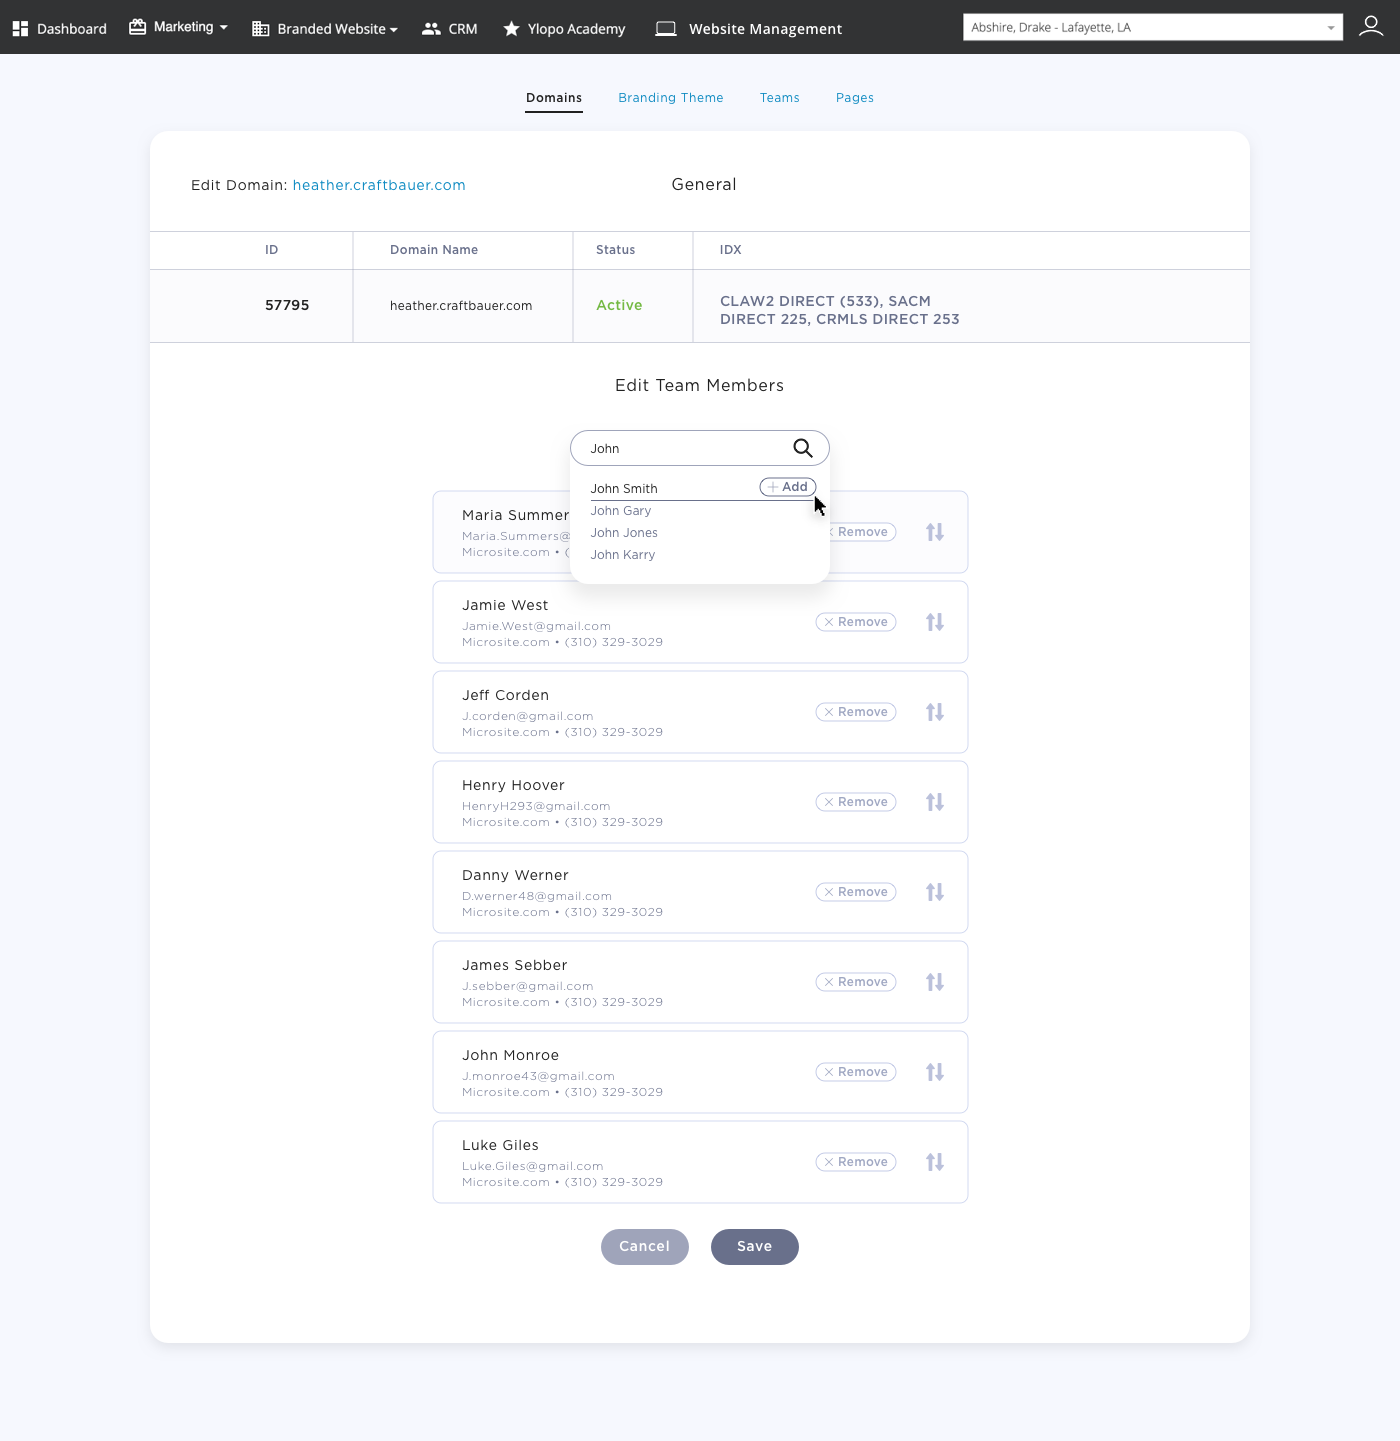 Dashboard Marketing Branded Website CRM Ylopo Academy Website Management Abshire, Drake - Lafayette, LA
Domains Branding Theme Teams Pages
Edit Domain: heather.craftbauer.com General
ID Domain Name Status IDX
57795 heather.craftbauer.com Active CLAW2 DIRECT (533), SACM
DIRECT 225, CRMLS DIRECT 253
Edit Team Members
John
John Smith + Add
John Gary
John Jones
John Karry
Maria Summer
Maria.Summers@
Microsite.com • (
Remove
Jamie West
Jamie.West@gmail.com
Microsite.com • (310) 329-3029
× Remove
Jeff Corden
J.corden@gmail.com
Microsite.com • (310) 329-3029
× Remove
Henry Hoover
HenryH293@gmail.com
Microsite.com • (310) 329-3029
× Remove
Danny Werner
D.werner48@gmail.com
Microsite.com • (310) 329-3029
× Remove
James Sebber
J.sebber@gmail.com
Microsite.com • (310) 329-3029
× Remove
John Monroe
J.monroe43@gmail.com
Microsite.com • (310) 329-3029
× Remove
Luke Giles
Luke.Giles@gmail.com
Microsite.com • (310) 329-3029
× Remove
Cancel Save